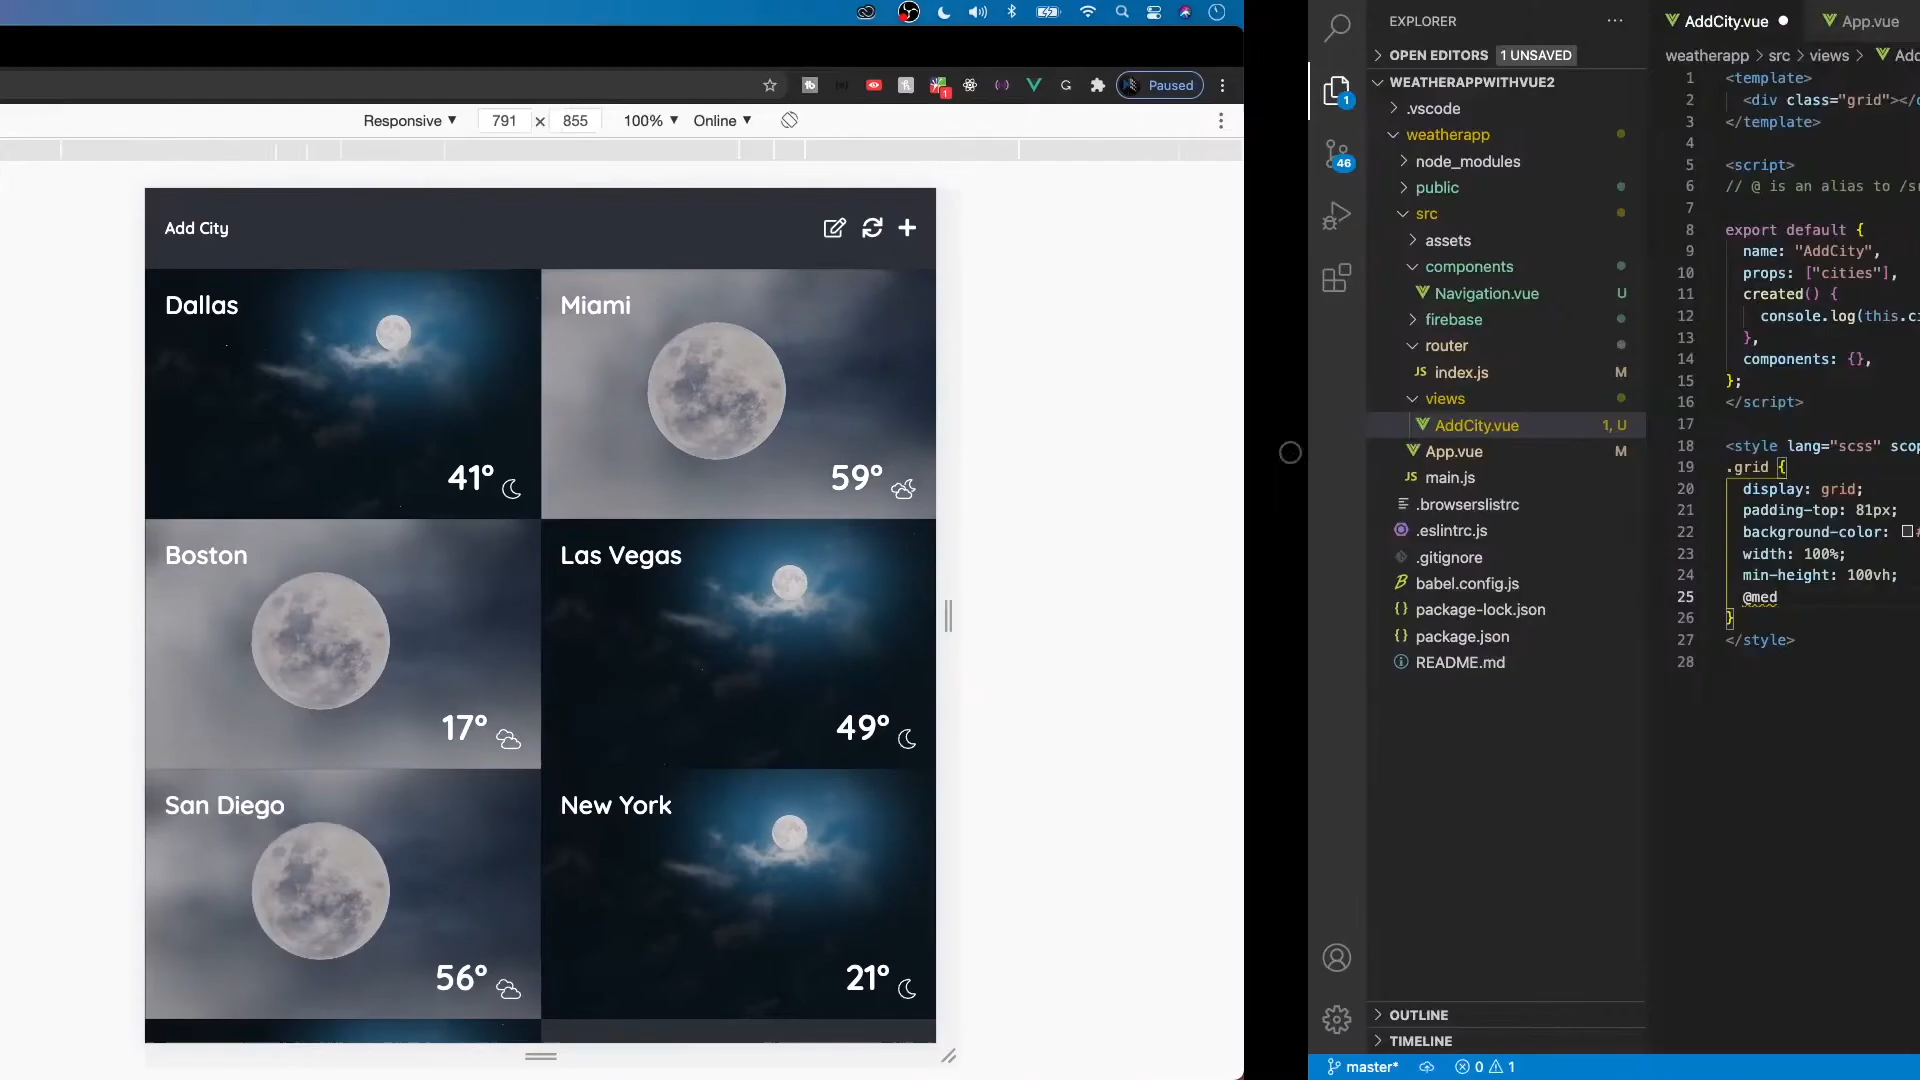 Paused
Responsive ▼ 791 × 855 100% ▼ Online ▼
Add City
Dallas
41°
Miami
59°
Boston
17°
Las Vegas
49°
San Diego
56°
New York
21°
1
46
EXPLORER
OPEN EDITORS 1 UNSAVED
WEATHERAPPWITHVUE2
.vscode
weatherapp
node_modules
public
src
assets
components
Navigation.vue U
firebase
router
JS index.js M
views
AddCity.vue 1, U
App.vue M
JS main.js
.browserslistrc
.eslintrc.js
.gitignore
babel.config.js
{} package-lock.json
{} package.json
README.md
OUTLINE
TIMELINE
AddCity.vue ● App.vue
weatherapp > src > views >
1 <template>
2 <div class="grid"></
3 </template>
4
5 <script>
6 // @ is an alias to /s
7
8 export default {
9 name: "AddCity",
10 props: ["cities"],
11 created() {
12 console.log(this.c
13 },
14 components: {},
15 };
16 </script>
17
18 <style lang="scss" scop
19 .grid {
20 display: grid;
21 padding-top: 81px;
22 background-color:
23 width: 100%;
24 min-height: 100vh;
25 @med
26 }
27 </style>
28
master* 0 1